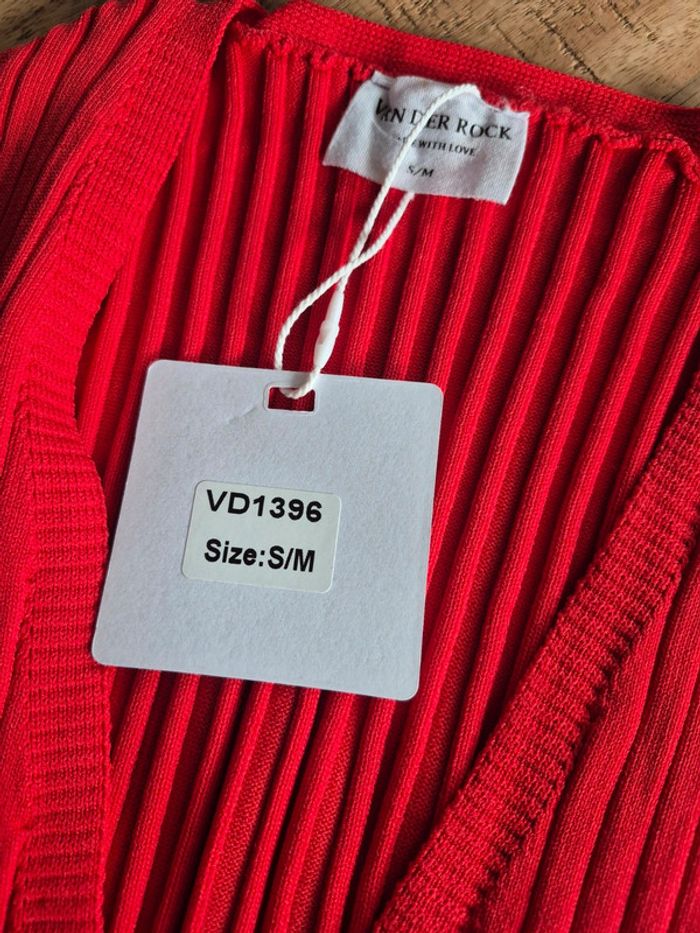 VAN DER ROCK
WITH LOVE
S/M
VD1396
Size:S/M